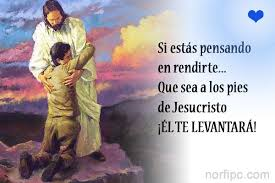 Si estás pensando
en rendirte...
Que sea a los pies
de Jesucristo
¡ÉL TE LEVANTARÁ!
norfipc.com